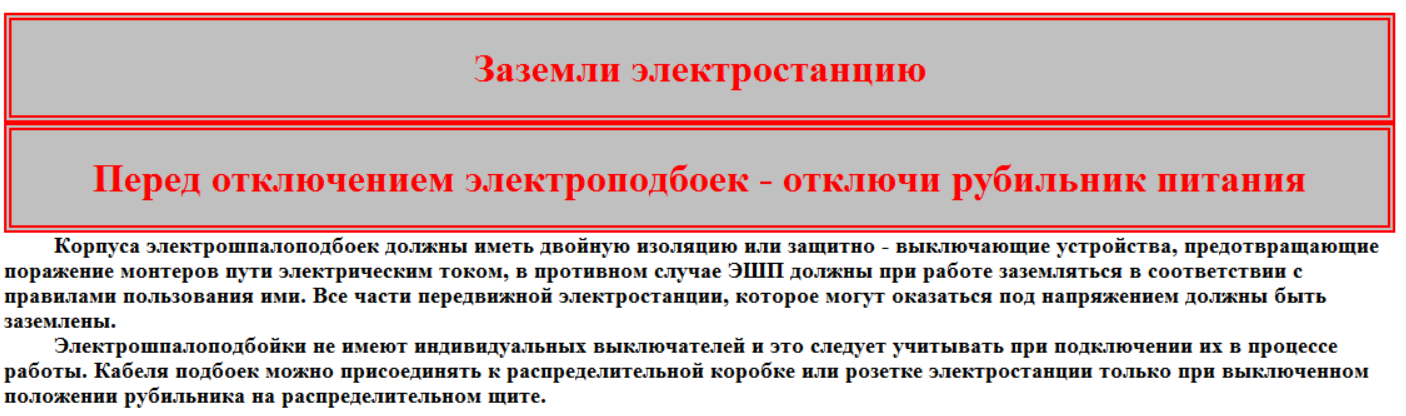 Заземли электростанцию
Перед отключением электроподбоек - отключи рубильник питания
Корпуса электрошпалоподбоек должны иметь двойную изоляцию или защитно - выключающие устройства, предотвращающие
поражение монтеров пути электрическим током, в противном случае ЭШП должны при работе заземляться в соответствии с
правилами пользования ими. Все части передвижной электростанции, которое могут оказаться под напряжением должны быть
заземлены.
Электрошпалоподбойки не имеют индивидуальных выключателей и это следует учитывать при подключении их в процессе
работы. Кабеля подбоек можно присоединять к распределительной коробке или розетке электростанции только при выключенном
положении рубильника на распределительном щите.